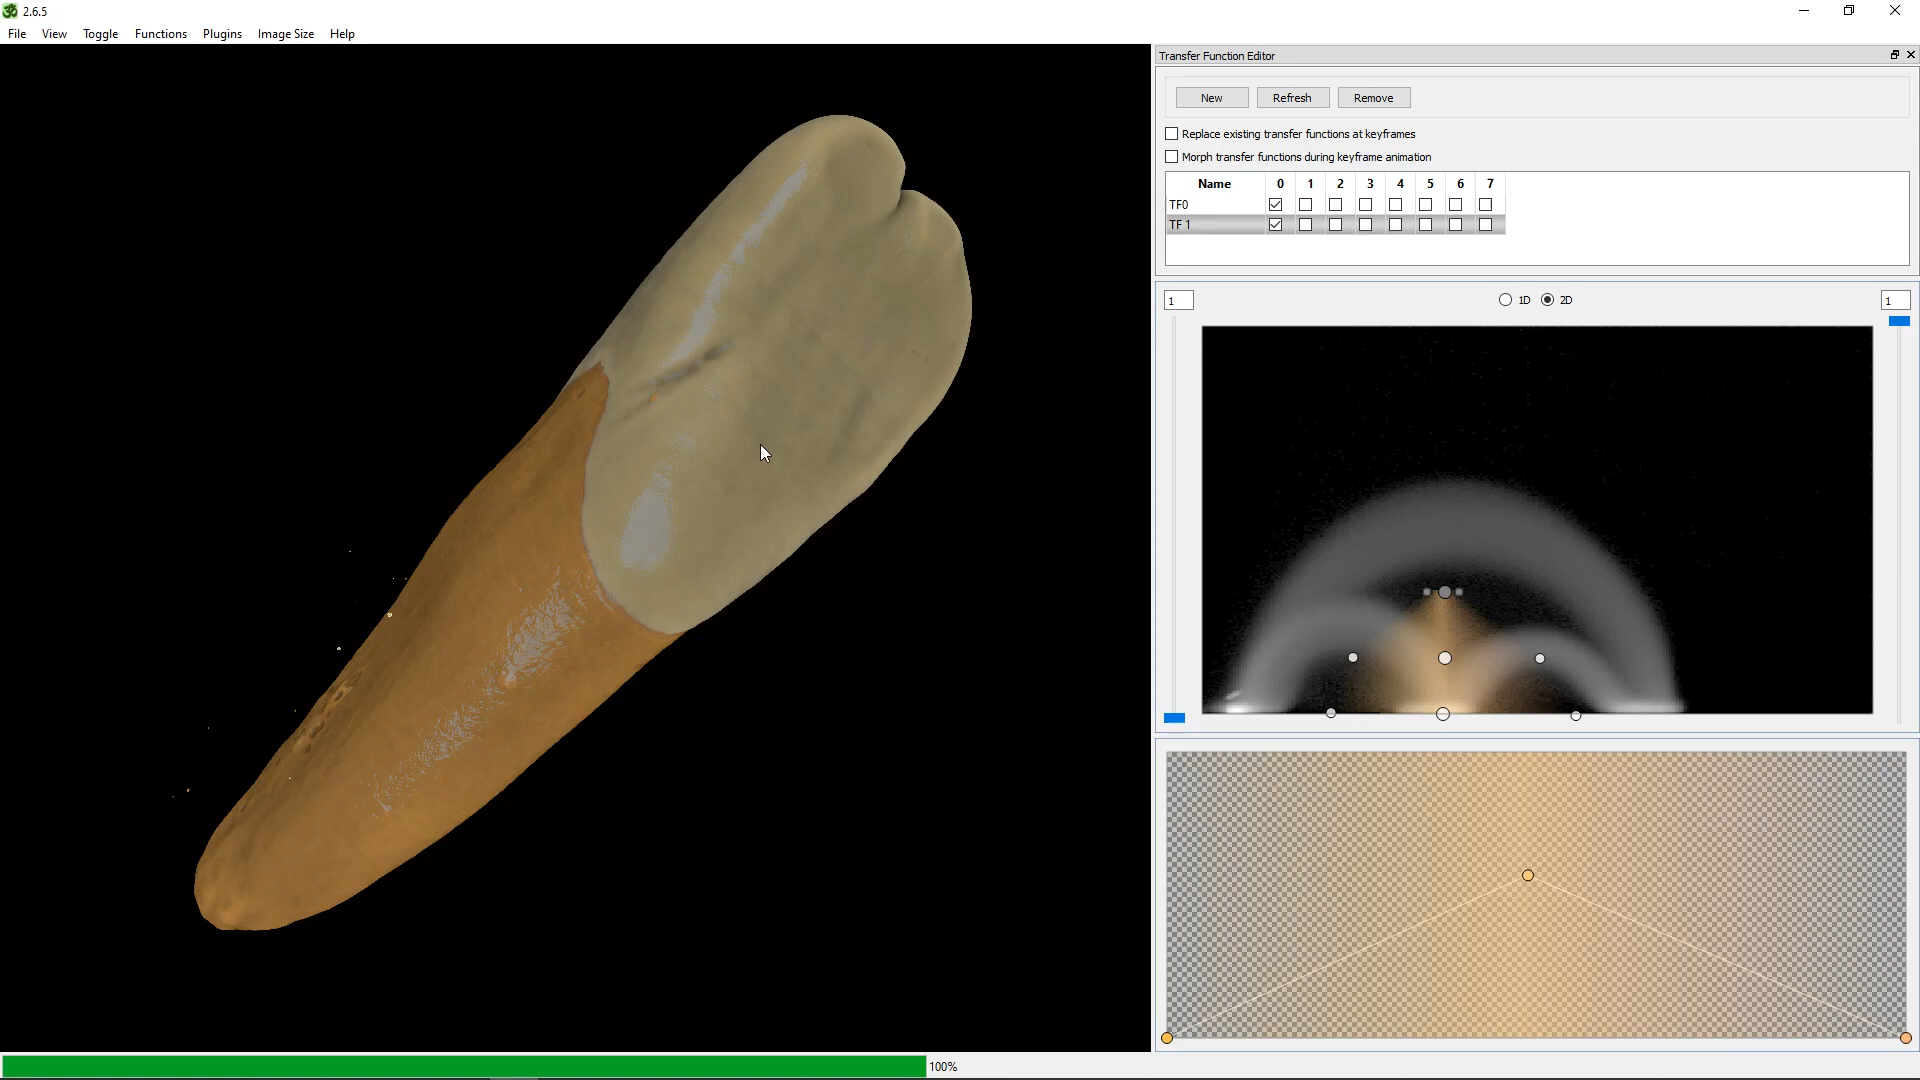 2.6.5
File View Toggle Functions Plugins Image Size Help
Transfer Function Editor
New Refresh Remove
Replace existing transfer functions at keyframes
Morph transfer functions during keyframe animation
Name 0 1 2 3 4 5 6 7
TF0
TF 1
1 1D 2D 1
100%